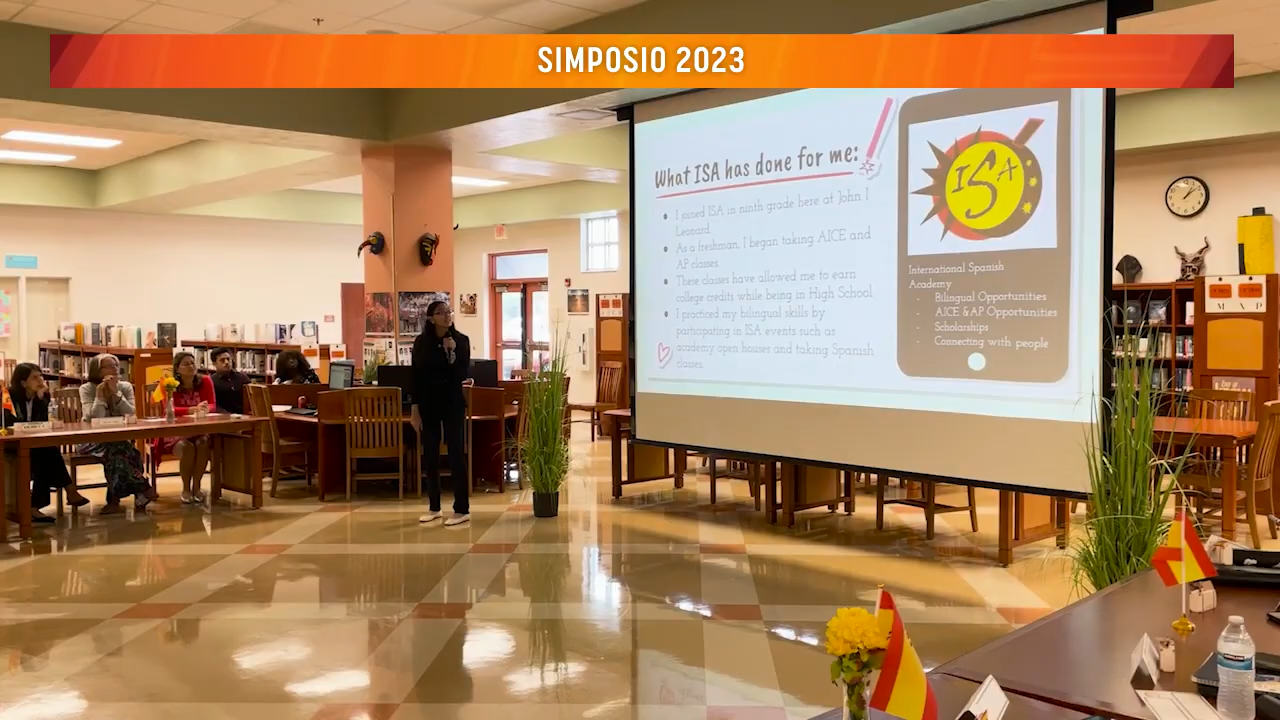 SIMPOSIO 2023
What ISA has done for me:
I joined ISA in ninth grade here at John I
Leonard.
As a freshman, I began taking AICE and
AP classes.
These classes have allowed me to earn
college credits while being in High School.
I practiced my bilingual skills by
participating in ISA events such as
academy open houses and taking Spanish
classes.
ISA
International Spanish
Academy
- Bilingual Opportunities
- AICE & AP Opportunities
- Scholarships
- Connecting with people
MAP